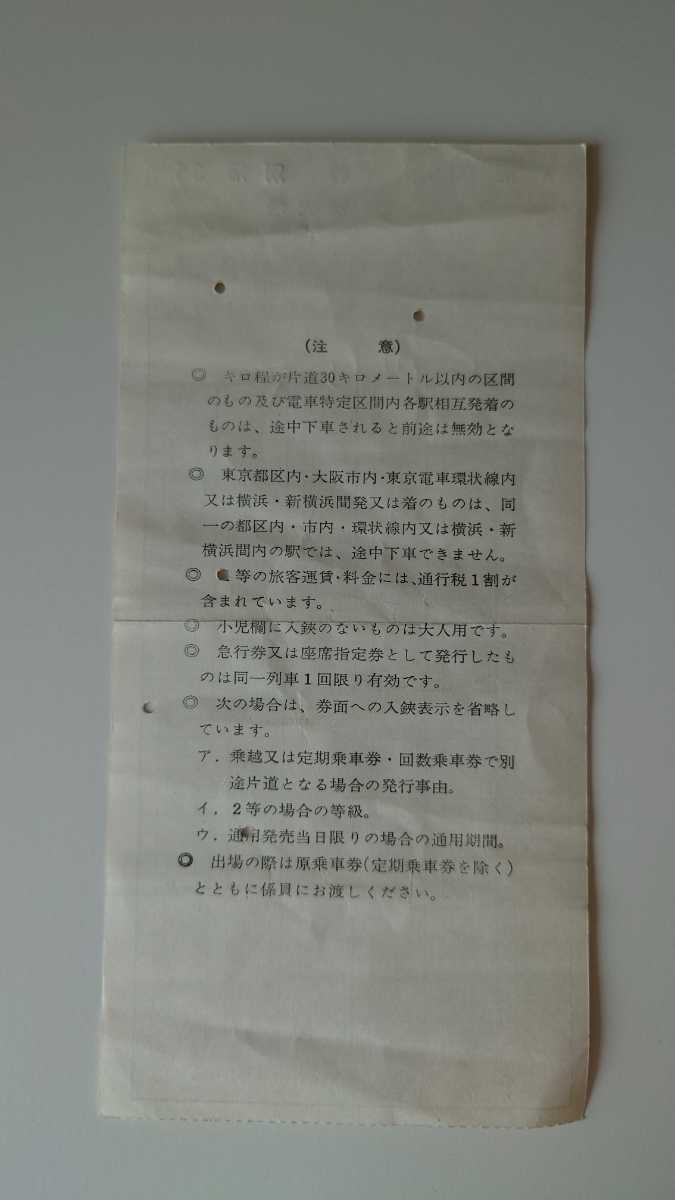 (注　意)
◎　キロ程が片道30キロメートル以内の区間
のもの及び電車特定区間内各駅相互発着の
ものは、途中下車されると前途は無効とな
ります。
◎　東京都区内・大阪市内・東京電車環状線内
又は横浜・新横浜間発又は着のものは、同
一の都区内・市内・環状線内又は横浜・新
横浜間内の駅では、途中下車できません。
◎　等の旅客運賃・料金には、通行税1割が
含まれています。
◎　小児欄に入鋏のないものは大人用です。
◎　急行券又は座席指定券として発行したも
のは同一列車1回限り有効です。
◎　次の場合は、券面への入鋏表示を省略し
ています。
ア．乗越又は定期乗車券・回数乗車券で別
途片道となる場合の発行事由。
イ．2等の場合の等級。
ウ．通用発売当日限りの場合の通用期間。
◎　出場の際は原乗車券(定期乗車券を除く)
とともに係員にお渡しください。